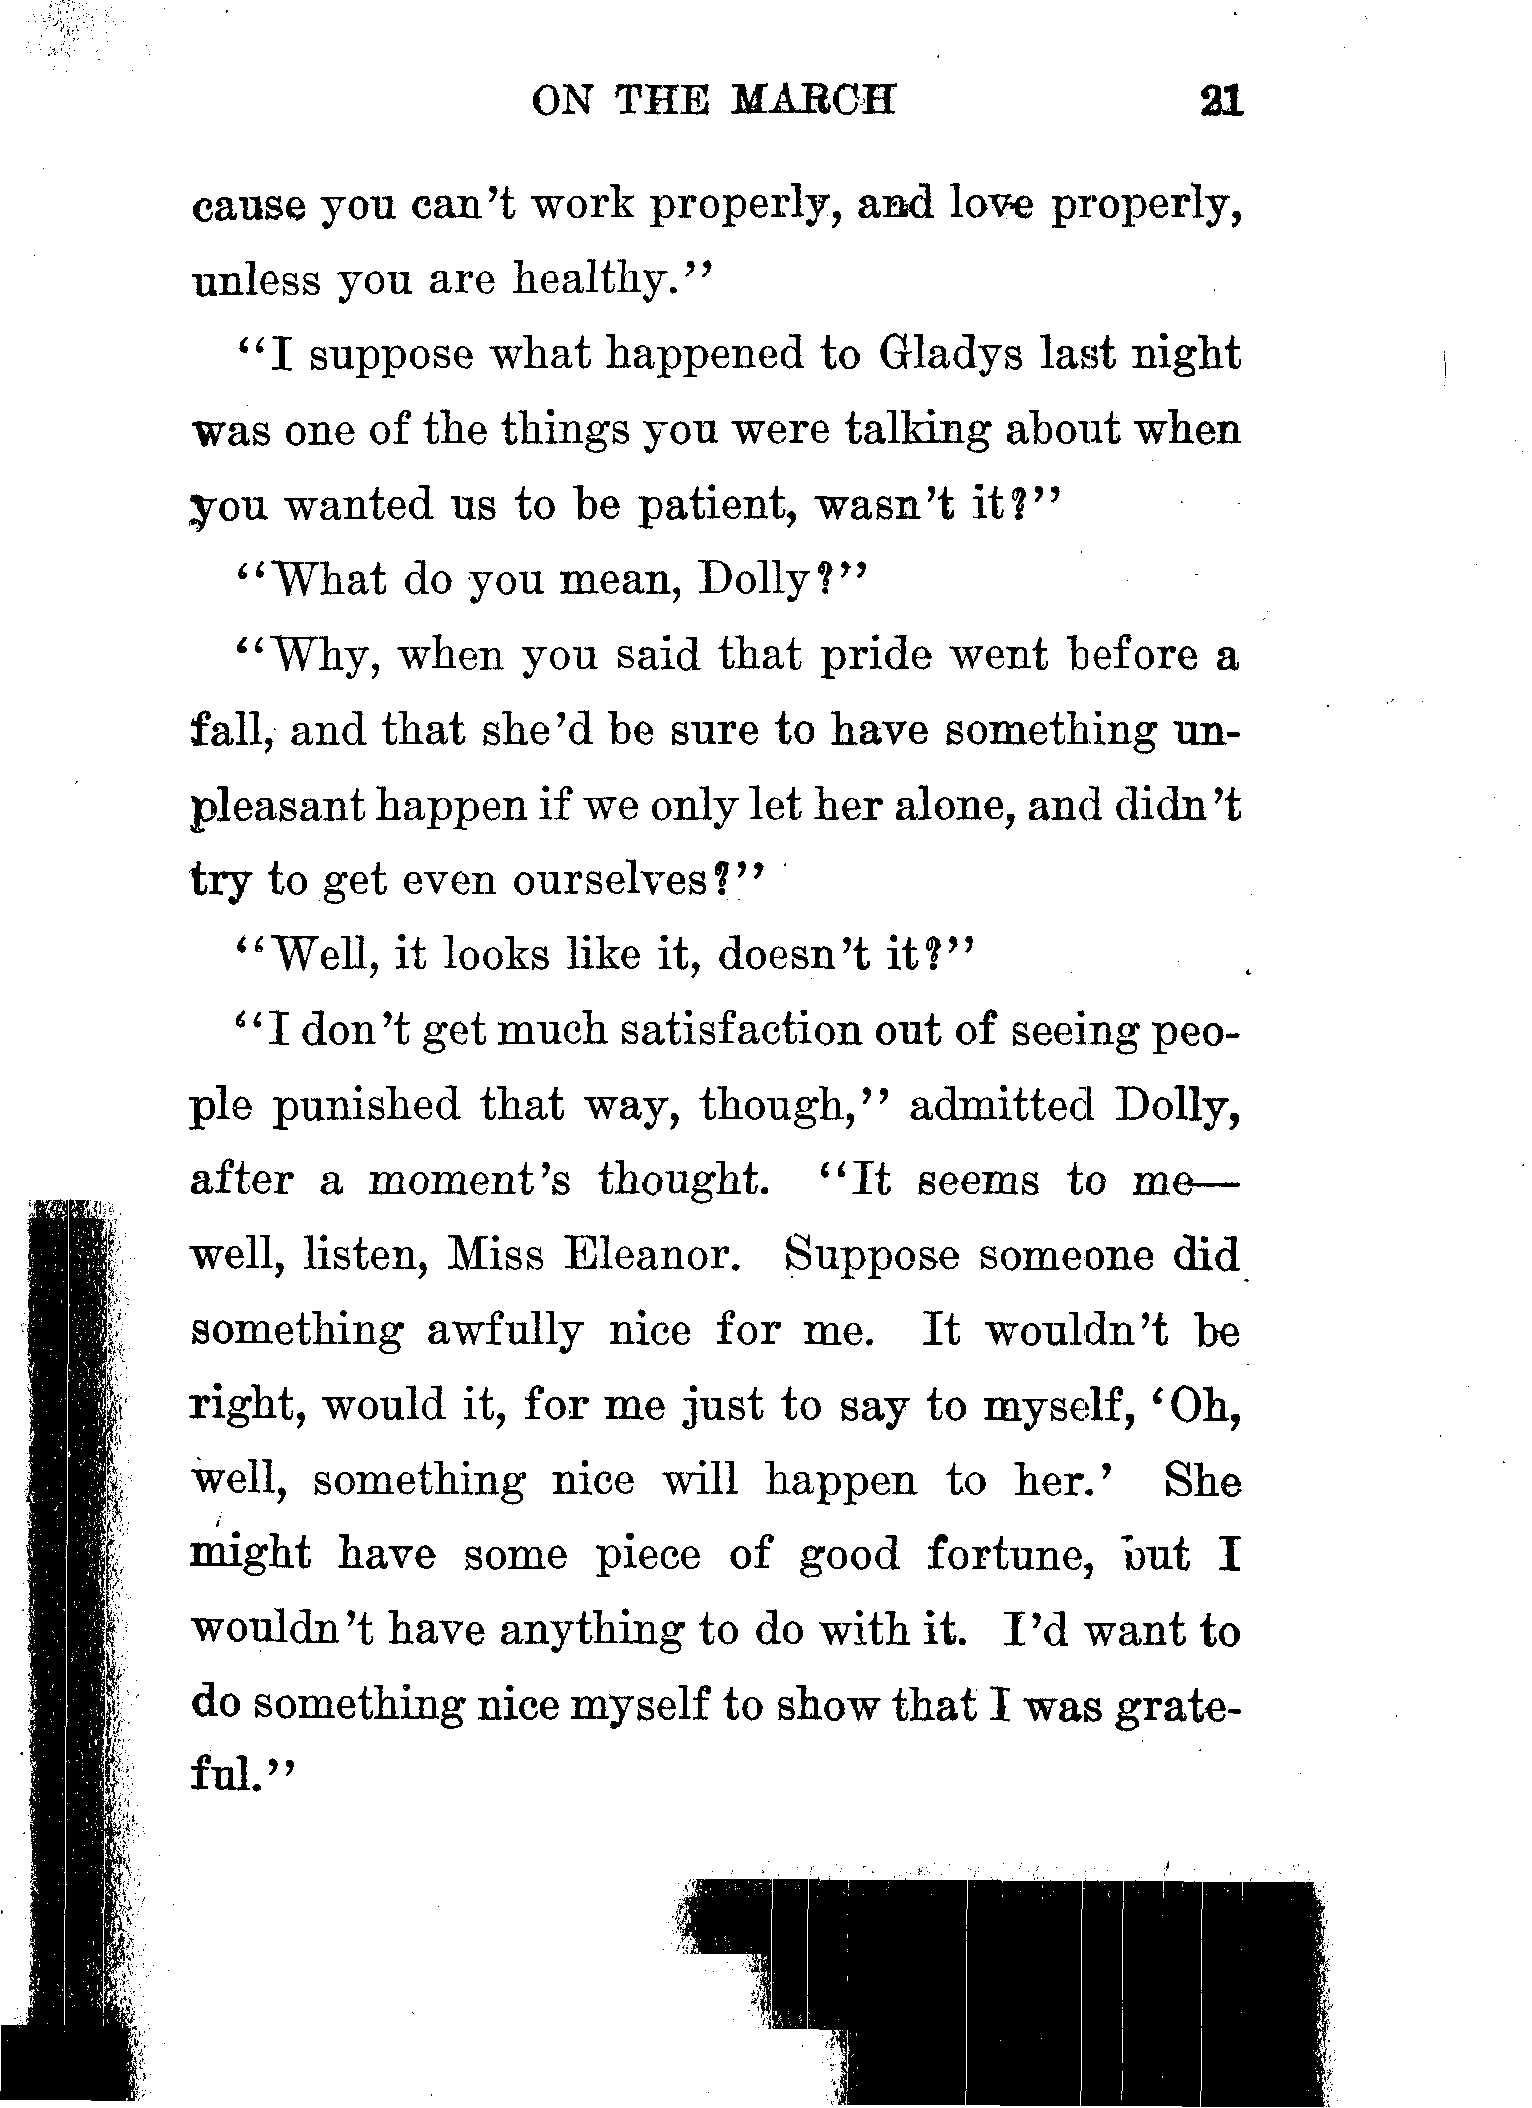 ON THE MARCH 21
cause you can't work properly, and love properly,
unless you are healthy."
"I suppose what happened to Gladys last night
was one of the things you were talking about when
you wanted us to be patient, wasn't it?"
"What do you mean, Dolly?"
"Why, when you said that pride went before a
fall, and that she'd be sure to have something un-
pleasant happen if we only let her alone, and didn't
try to get even ourselves?"
"Well, it looks like it, doesn't it?"
"I don't get much satisfaction out of seeing peo-
ple punished that way, though," admitted Dolly,
after a moment's thought. "It seems to me—
well, listen, Miss Eleanor. Suppose someone did
something awfully nice for me. It wouldn't be
right, would it, for me just to say to myself, 'Oh,
well, something nice will happen to her.' She
might have some piece of good fortune, but I
wouldn't have anything to do with it. I'd want to
do something nice myself to show that I was grate-
ful."